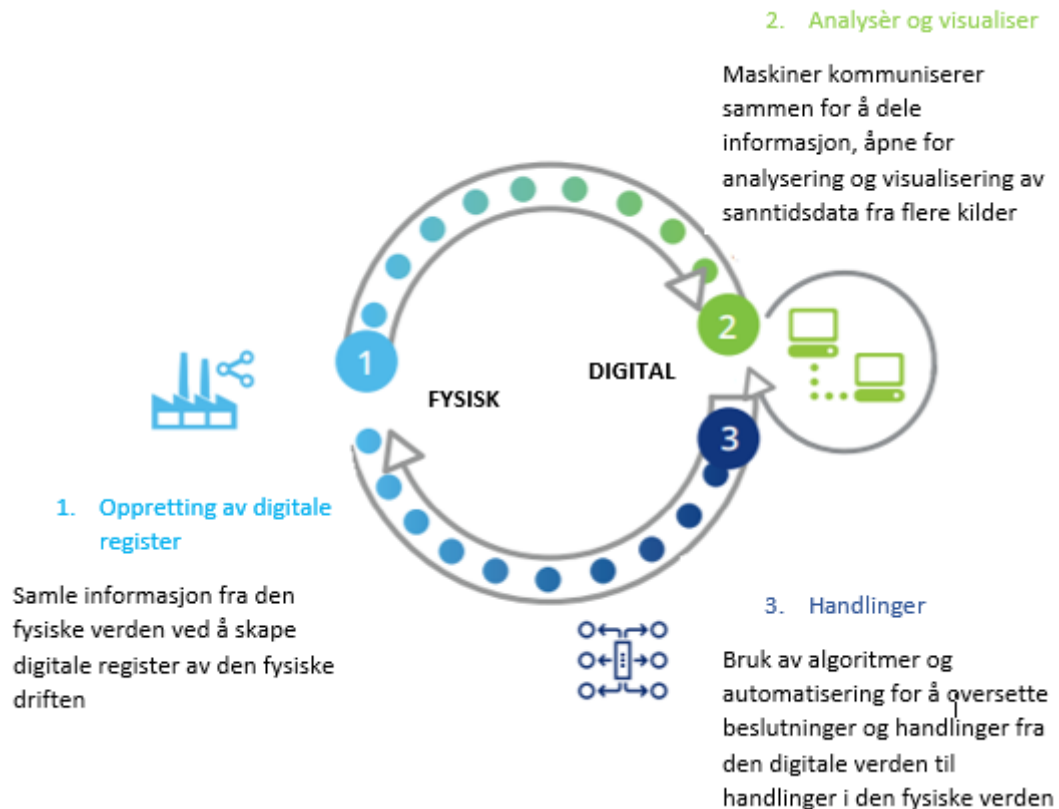 2. Analysèr og visualiser
Maskiner kommuniserer
sammen for å dele
informasjon, åpne for
analysering og visualisering av
sanntidsdata fra flere kilder
2
1
DIGITAL
FYSISK
3
1. Oppretting av digitale
register
Samle informasjon fra den
fysiske verden ved å skape
digitale register av den fysiske
driften
3. Handlinger
Bruk av algoritmer og
automatisering for å oversette
beslutninger og handlinger fra
den digitale verden til
handlinger i den fysiske verden